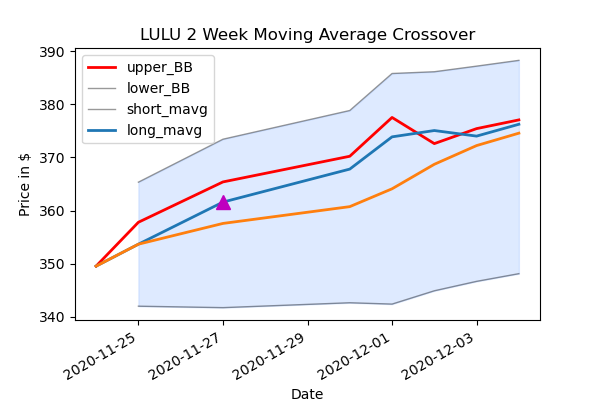 LULU 2 Week Moving Average Crossover
390
380
370
360
350
340
Price in $
upper_BB
lower_BB
short_mavg
long_mavg
2020-11-25
2020-11-27
2020-11-29
2020-12-01
2020-12-03
Date